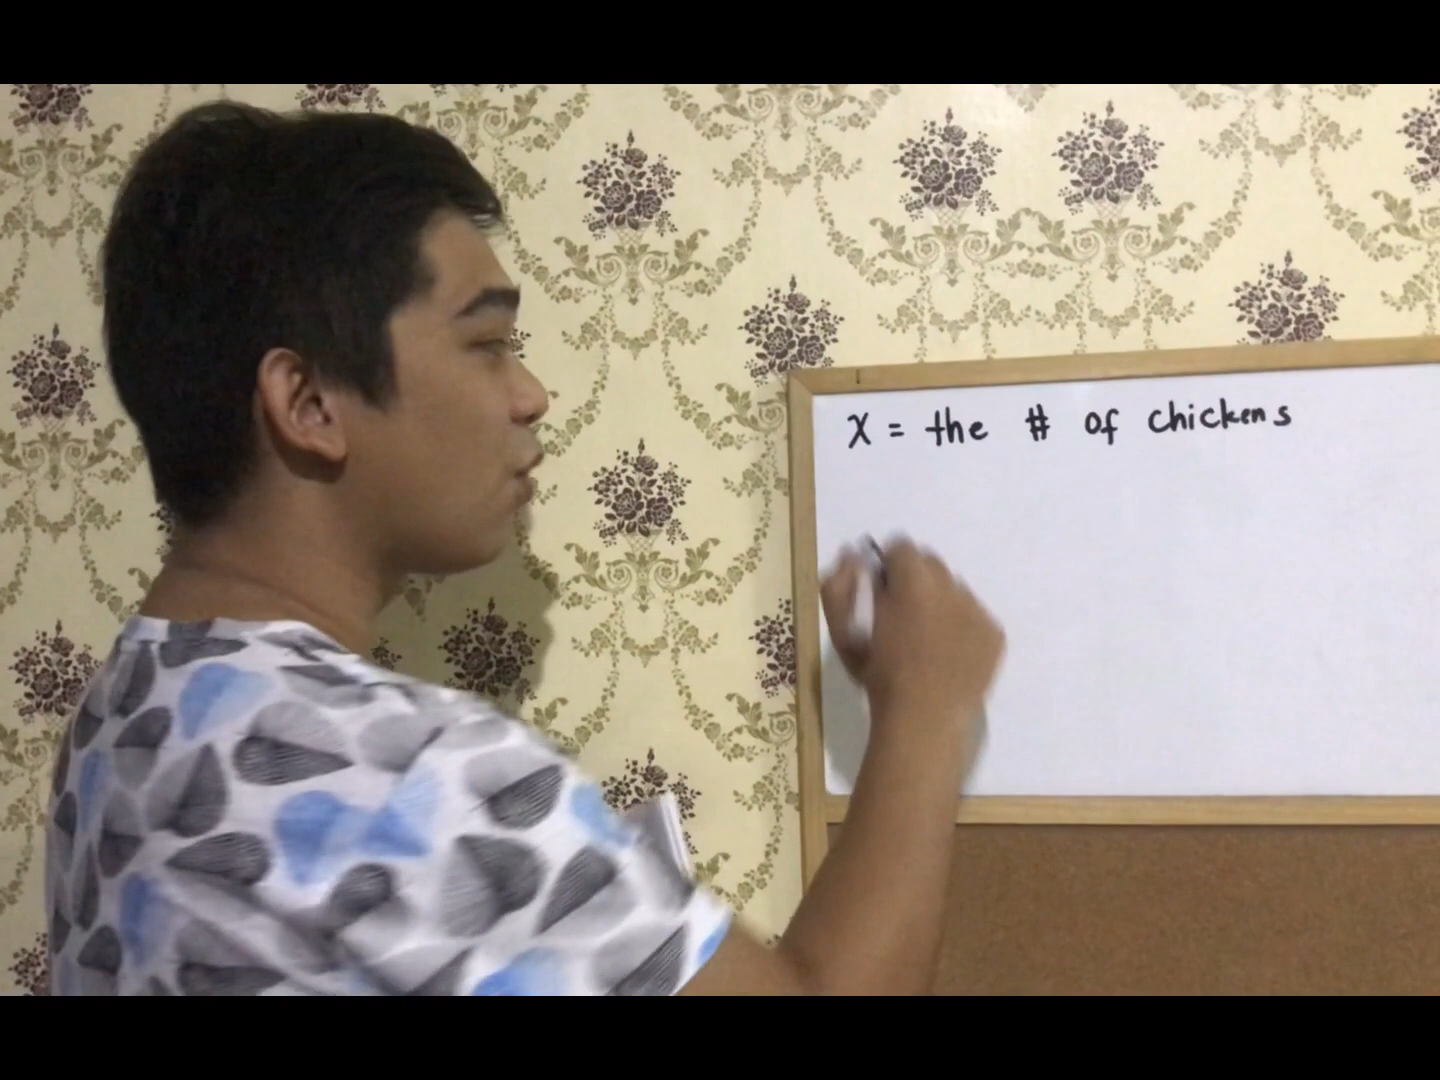 X = the # of chickens